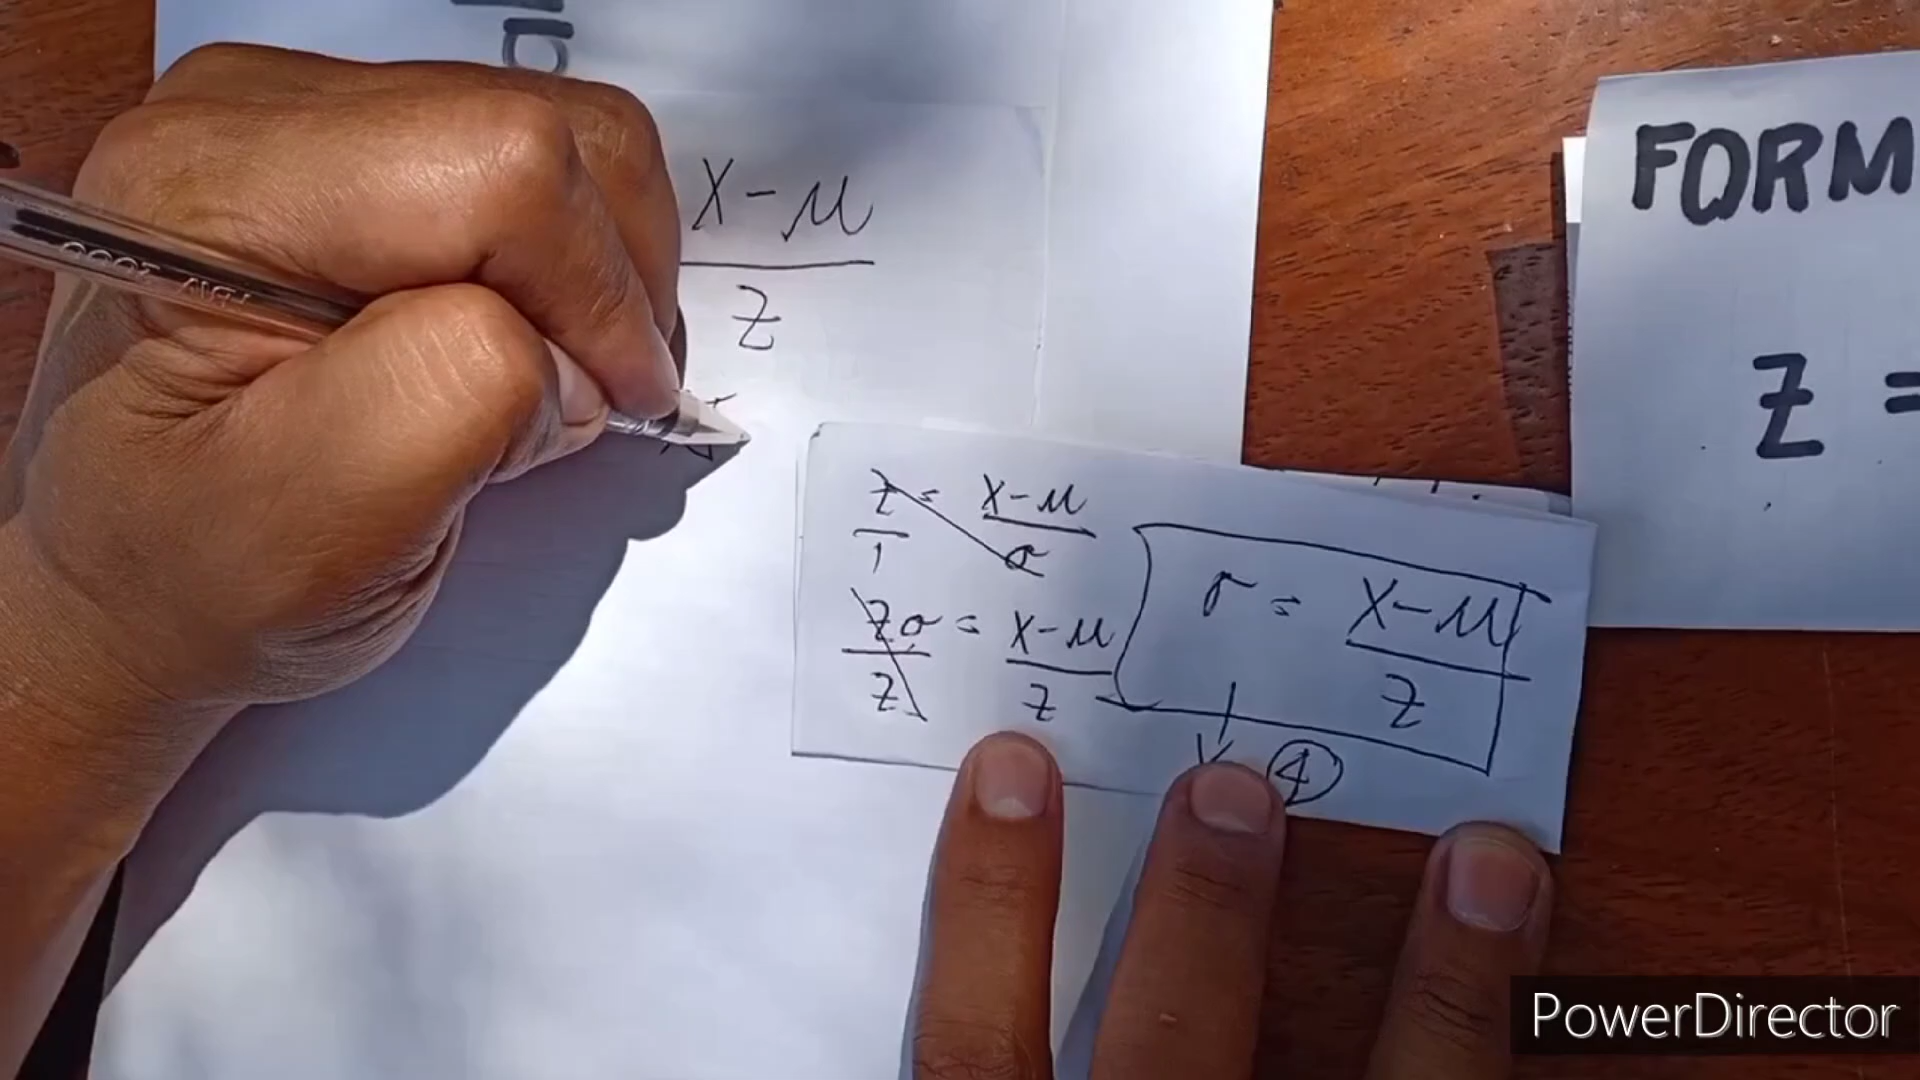 X-μ
Z
Z = X-μ
1 σ
Zσ = X-μ
Z Z
σ = X-μ
Z
4
FORM
Z =
PowerDirector